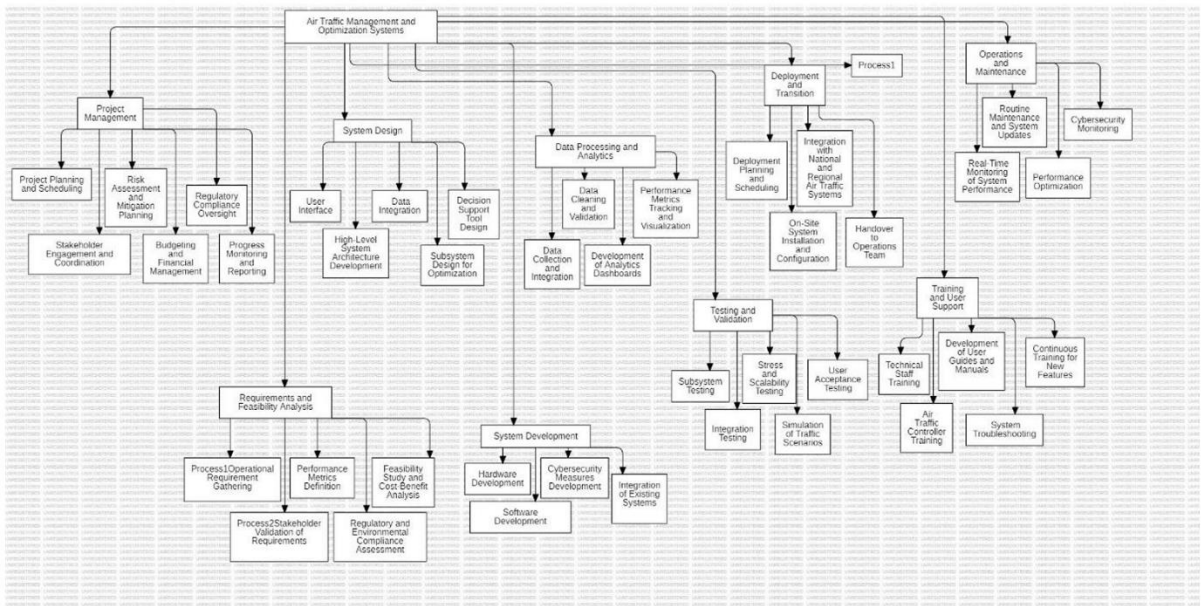 Air Traffic Management and
Optimization Systems
Process1
Project
Management
Project Planning
and Scheduling
Stakeholder
Engagement and
Coordination
Risk
Assessment
and
Mitigation
Planning
Budgeting
and
Financial
Management
Regulatory
Compliance
Oversight
Progress
Monitoring
and
Reporting
System Design
User
Interface
High-Level
System
Architecture
Development
Data
Integration
Subsystem
Design for
Optimization
Decision
Support
Tool
Design
Data Processing and
Analytics
Data
Collection
and
Integration
Data
Cleaning
and
Validation
Development
of Analytics
Dashboards
Performance
Metrics
Tracking
and
Visualization
Deployment
and
Transition
Deployment
Planning
and
Scheduling
On-Site
System
Installation
and
Configuration
Integration
with
National
and
Regional
Air Traffic
Systems
Handover
to
Operations
Team
Operations
and
Maintenance
Real-Time
Monitoring
of System
Performance
Routine
Maintenance
and System
Updates
Performance
Optimization
Cybersecurity
Monitoring
Testing and
Validation
Subsystem
Testing
Integration
Testing
Stress
and
Scalability
Testing
Simulation
of Traffic
Scenarios
User
Acceptance
Testing
Training
and User
Support
Technical
Staff
Training
Air
Traffic
Controller
Training
Development
of User
Guides and
Manuals
System
Troubleshooting
Continuous
Training for
New
Features
Requirements and
Feasibility Analysis
Process1Operational
Requirement
Gathering
Process2Stakeholder
Validation of
Requirements
Performance
Metrics
Definition
Regulatory and
Environmental
Compliance
Assessment
Feasibility
Study and
Cost-Benefit
Analysis
System Development
Hardware
Development
Software
Development
Cybersecurity
Measures
Development
Integration
of Existing
Systems